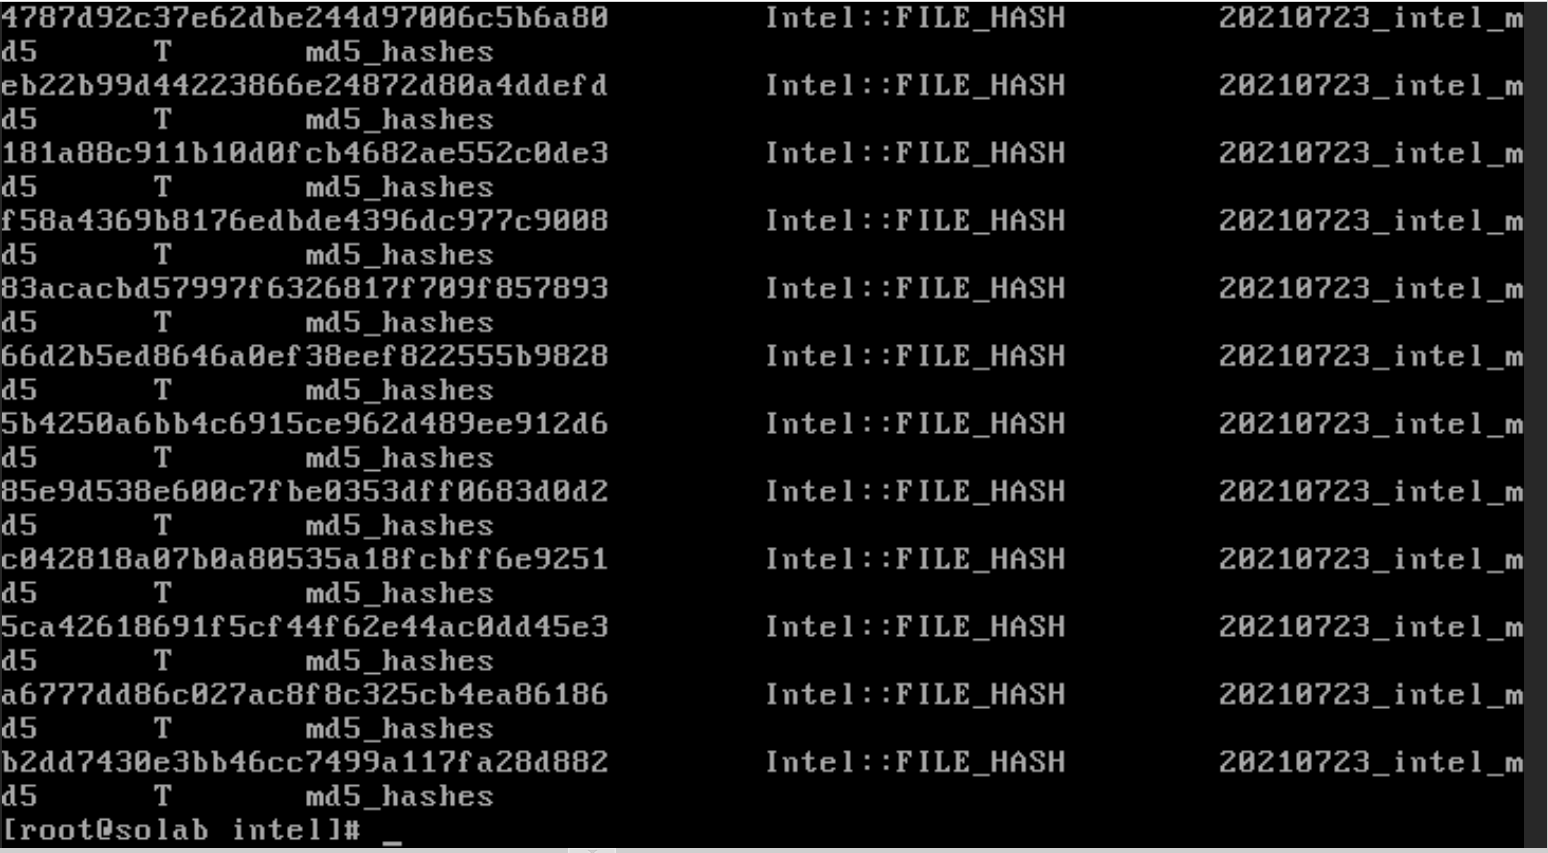 4787d92c37e62dbe244d97006c5b6a80 Intel::FILE_HASH 20210723_intel_m
d5 T md5_hashes
eb22b99d44223866e24872d80a4ddefd Intel::FILE_HASH 20210723_intel_m
d5 T md5_hashes
181a88c911b10d0fcb4682ae552c0de3 Intel::FILE_HASH 20210723_intel_m
d5 T md5_hashes
f58a4369b8176edbde4396dc977c9008 Intel::FILE_HASH 20210723_intel_m
d5 T md5_hashes
83acacbd57997f6326817f709f857893 Intel::FILE_HASH 20210723_intel_m
d5 T md5_hashes
66d2b5ed8646a0ef38eef822555b9828 Intel::FILE_HASH 20210723_intel_m
d5 T md5_hashes
5b4250a6bb4c6915ce962d489ee912d6 Intel::FILE_HASH 20210723_intel_m
d5 T md5_hashes
85e9d538e600c7fbe0353dff0683d0d2 Intel::FILE_HASH 20210723_intel_m
d5 T md5_hashes
c042818a07b0a80535a18fcbff6e9251 Intel::FILE_HASH 20210723_intel_m
d5 T md5_hashes
5ca42618691f5cf44f62e44ac0dd45e3 Intel::FILE_HASH 20210723_intel_m
d5 T md5_hashes
a6777dd86c027ac8f8c325cb4ea86186 Intel::FILE_HASH 20210723_intel_m
d5 T md5_hashes
b2dd7430e3bb46cc7499a117fa28d882 Intel::FILE_HASH 20210723_intel_m
d5 T md5_hashes
[root@solab intel]# _